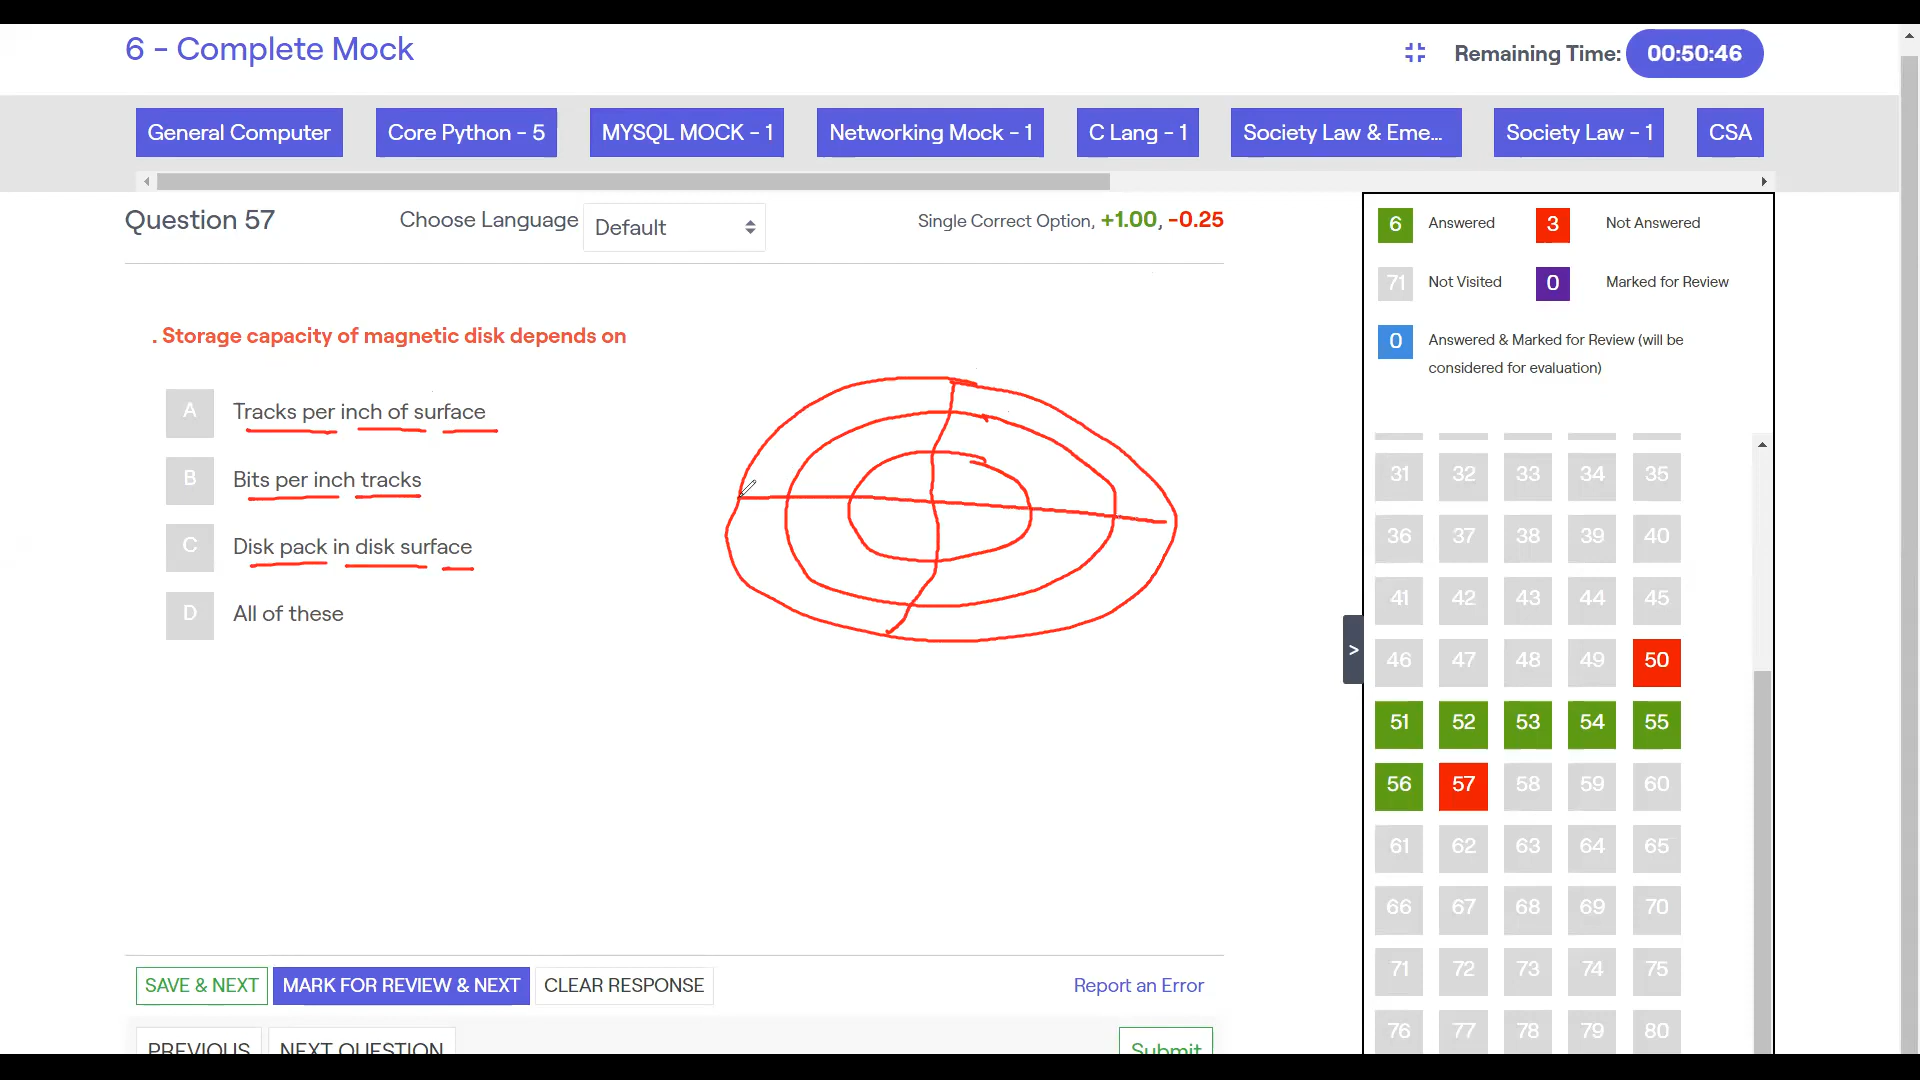 6 - Complete Mock
Remaining Time: 00:50:46
General Computer Core Python - 5 MYSQL MOCK - 1 Networking Mock - 1 C Lang - 1 Society Law & Eme... Society Law - 1 CSA
Question 57 Choose Language Default Single Correct Option, +1.00, -0.25
. Storage capacity of magnetic disk depends on
A Tracks per inch of surface
B Bits per inch tracks
C Disk pack in disk surface
D All of these
SAVE & NEXT MARK FOR REVIEW & NEXT CLEAR RESPONSE Report an Error
PREVIOUS NEXT QUESTION Submit
6 Answered 3 Not Answered
71 Not Visited 0 Marked for Review
0 Answered & Marked for Review (will be
considered for evaluation)
>
31 32 33 34 35
36 37 38 39 40
41 42 43 44 45
46 47 48 49 50
51 52 53 54 55
56 57 58 59 60
61 62 63 64 65
66 67 68 69 70
71 72 73 74 75
76 77 78 79 80